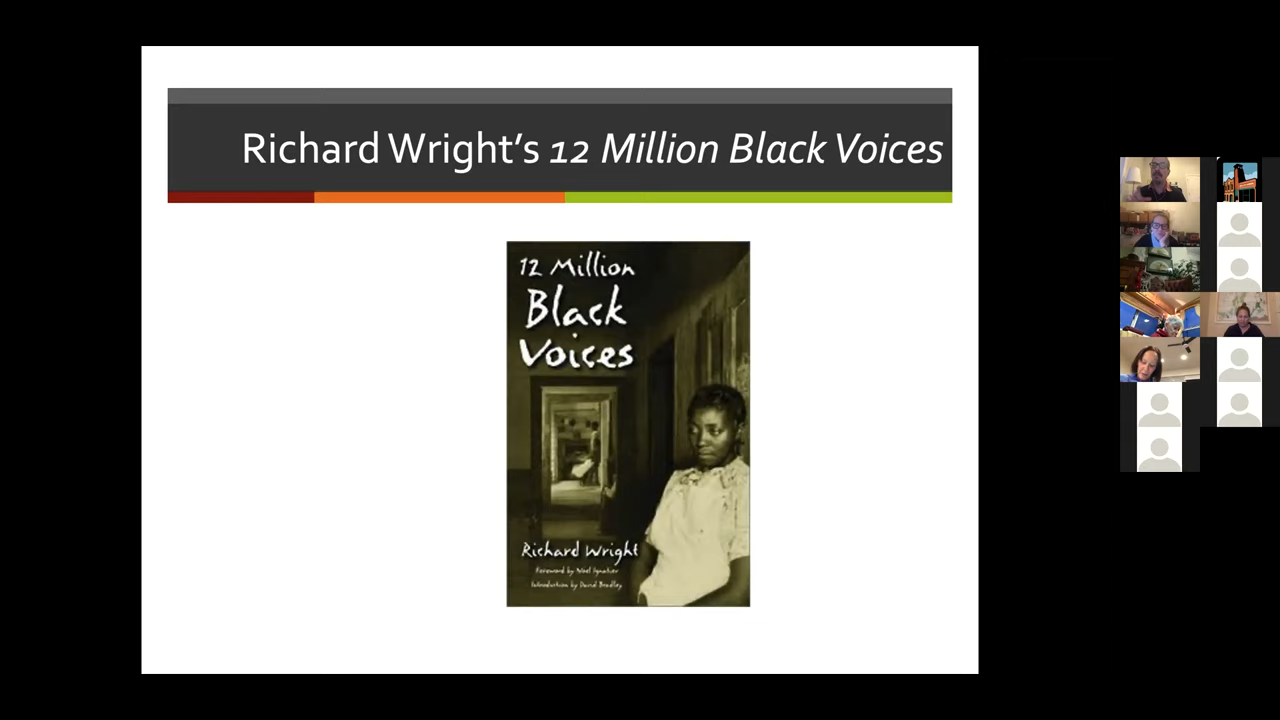 Richard Wright’s 12 Million Black Voices
12 Million
Black
Voices
Richard Wright
Foreword by Noel Ignatiev
Introduction by David Bradley